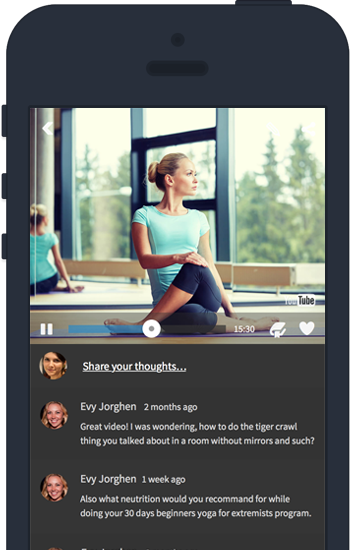 YouTube
15:30
Share your thoughts...
Evy Jorghen 2 months ago
Great video! I was wondering, how to do the tiger crawl
thing you talked about in a room without mirrors and such?
Evy Jorghen 1 week ago
Also what neutrition would you recommand for while
doing your 30 days beginners yoga for extremists program.